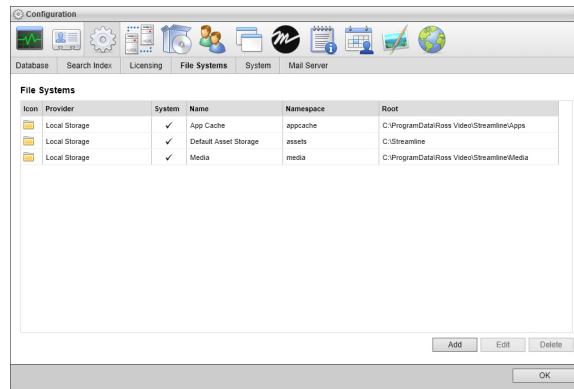 Configuration
Database Search Index Licensing File Systems System Mail Server
File Systems
Icon Provider System Name Namespace Root
Local Storage ✓ App Cache appcache C:\ProgramData\Ross Video\Streamline\Apps
Local Storage ✓ Default Asset Storage assets C:\Streamline
Local Storage ✓ Media media C:\ProgramData\Ross Video\Streamline\Media
Add Edit Delete
OK